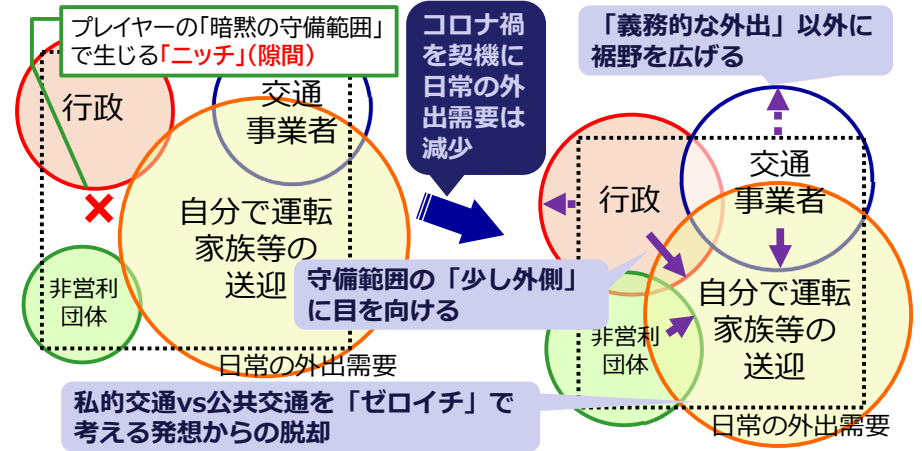 プレイヤーの「暗黙の守備範囲」
で生じる「ニッチ」(隙間)
行政
交通
事業者
自分で運転
家族等の
送迎
非営利
団体
日常の外出需要
コロナ禍
を契機に
日常の外
出需要は
減少
「義務的な外出」以外に
裾野を広げる
行政
交通
事業者
守備範囲の「少し外側」
に目を向ける
自分で運転
家族等の
送迎
非営利
団体
日常の外出需要
私的交通vs公共交通を「ゼロイチ」で
考える発想からの脱却